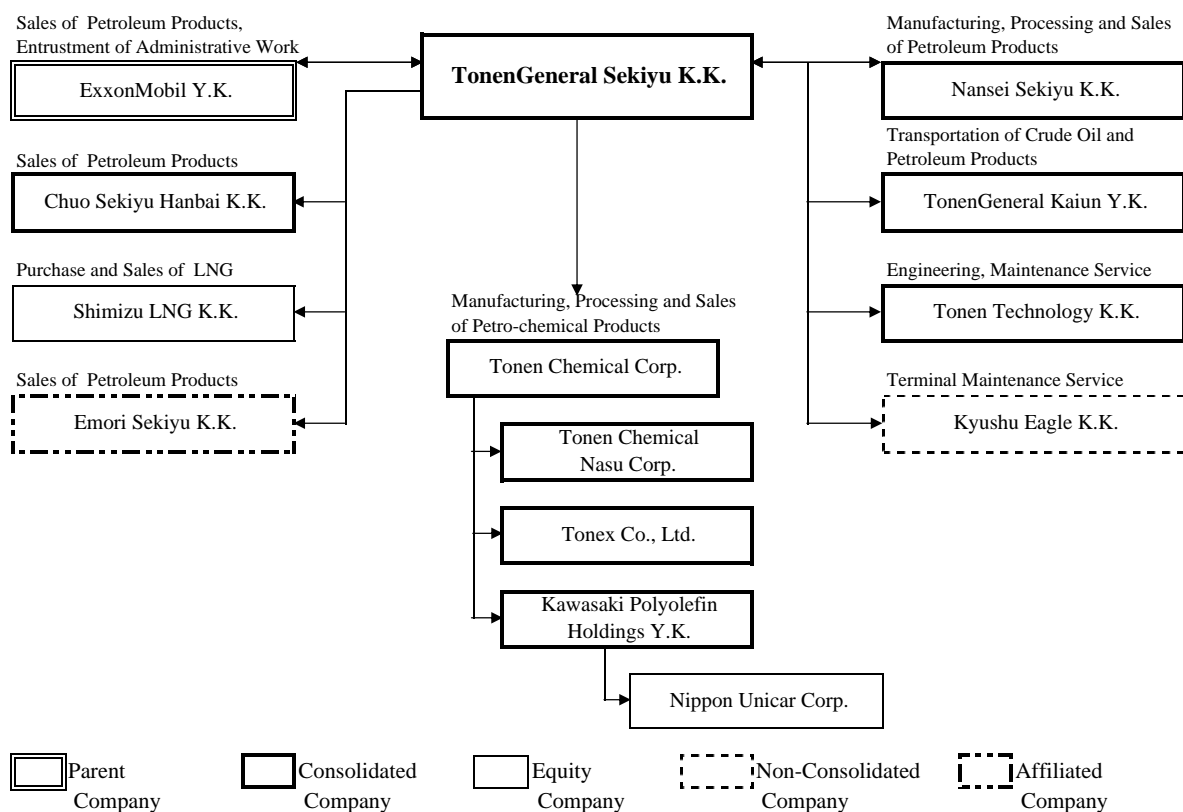 Sales of Petroleum Products,
Entrustment of Administrative Work
ExxonMobil Y.K.
TonenGeneral Sekiyu K.K.
Manufacturing, Processing and Sales
of Petroleum Products
Nansei Sekiyu K.K.
Sales of Petroleum Products
Chuo Sekiyu Hanbai K.K.
Transportation of Crude Oil and
Petroleum Products
TonenGeneral Kaiun Y.K.
Purchase and Sales of LNG
Shimizu LNG K.K.
Engineering, Maintenance Service
Tonen Technology K.K.
Manufacturing, Processing and Sales
of Petro-chemical Products
Tonen Chemical Corp.
Sales of Petroleum Products
Emori Sekiyu K.K.
Terminal Maintenance Service
Kyushu Eagle K.K.
Tonen Chemical
Nasu Corp.
Tonex Co., Ltd.
Kawasaki Polyolefin
Holdings Y.K.
Nippon Unicar Corp.
Parent
Company
Consolidated
Company
Equity
Company
Non-Consolidated
Company
Affiliated
Company